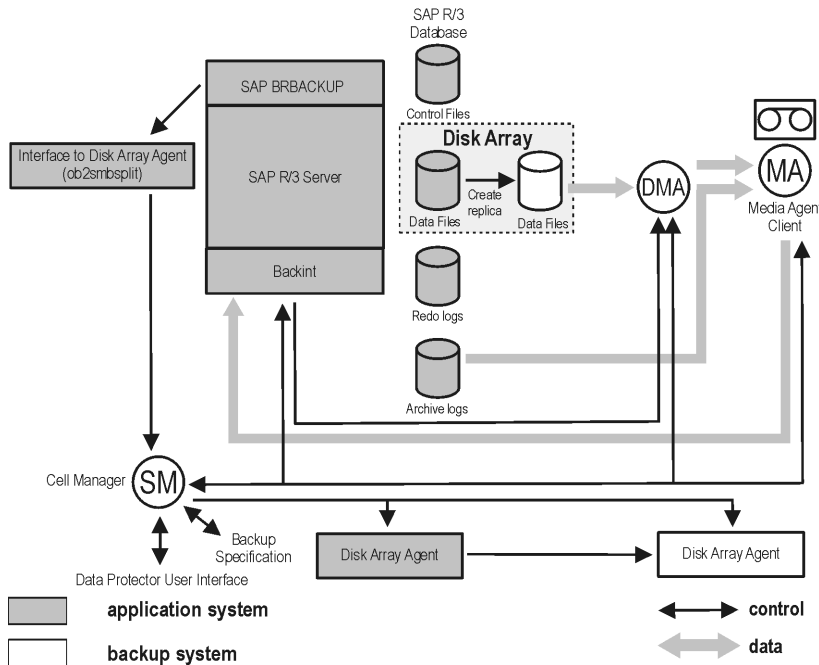 SAP R/3
Database
SAP BRBACKUP
Control Files
Disk Array
Interface to Disk Array Agent
(ob2smbsplit)
SAP R/3 Server
Create
replica
Data Files
Data Files
DMA
MA
Media Agent
Client
Backint
Redo logs
Archive logs
Cell Manager
SM
Backup
Specification
Disk Array Agent
Disk Array Agent
Data Protector User Interface
application system
control
backup system
data